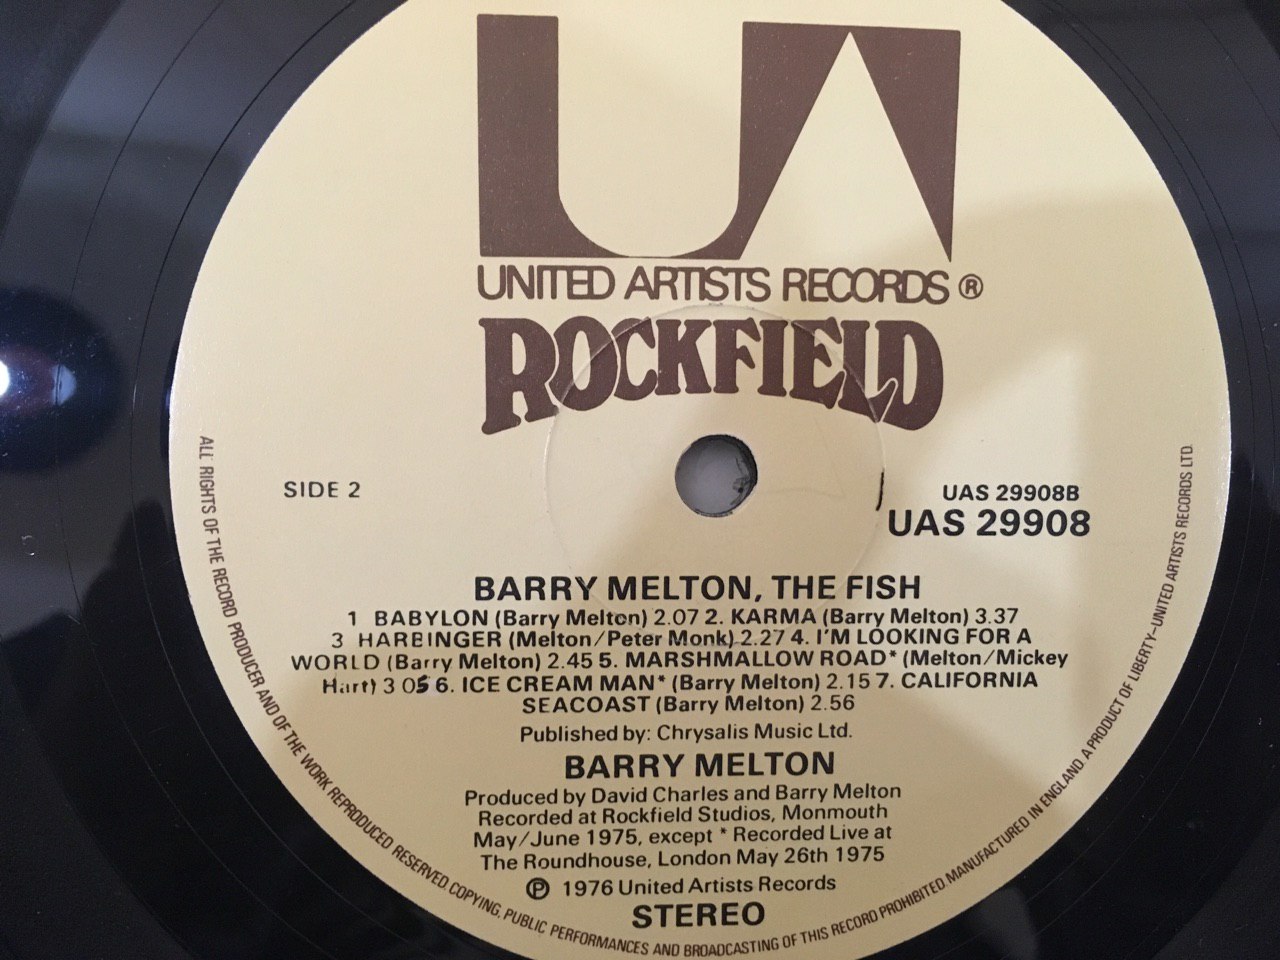 UA
UNITED ARTISTS RECORDS ®
ROCKFIELD
SIDE 2
UAS 29908B
UAS 29908
BARRY MELTON, THE FISH
1 BABYLON (Barry Melton) 2.07 2. KARMA (Barry Melton) 3.37
3 HARBINGER (Melton/Peter Monk) 2.27 4. I'M LOOKING FOR A
WORLD (Barry Melton) 2.45 5. MARSHMALLOW ROAD* (Melton/Mickey
Hart) 3 05 6. ICE CREAM MAN* (Barry Melton) 2.15 7. CALIFORNIA
SEACOAST (Barry Melton) 2.56
Published by: Chrysalis Music Ltd.
BARRY MELTON
Produced by David Charles and Barry Melton
Recorded at Rockfield Studios, Monmouth
May/June 1975, except * Recorded Live at
The Roundhouse, London May 26th 1975
℗ 1976 United Artists Records
STEREO
ALL RIGHTS OF THE RECORD PRODUCER AND OF THE WORK REPRODUCED RESERVED. COPYING, PUBLIC PERFORMANCES AND BROADCASTING OF THIS RECORD PROHIBITED. MANUFACTURED IN ENGLAND A PRODUCT OF LIBERTY–UNITED ARTISTS RECORDS LTD.